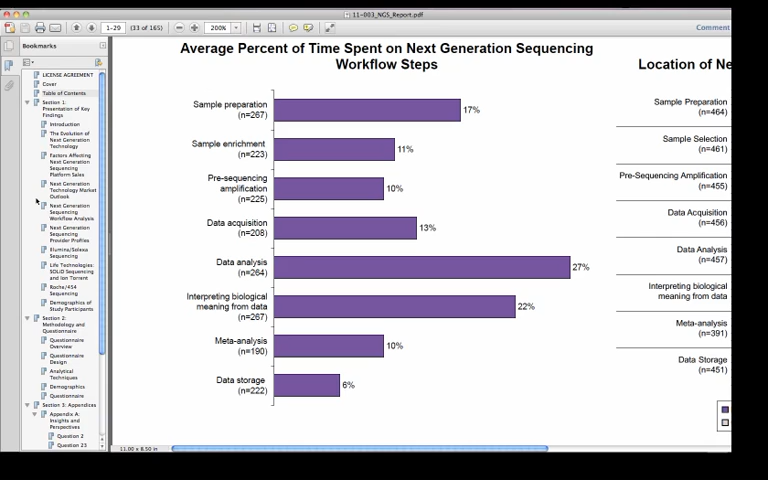 11-003_NGS_Report.pdf
1-29
(33 of 165)
200%
Comment
Bookmarks
LICENSE AGREEMENT
Cover
Table of Contents
Section 1:
Presentation of Key
Findings
Introduction
The Evolution of
Next Generation
Technology
Factors Affecting
Next Generation
Sequencing
Platform Sales
Next Generation
Technology Market
Outlook
Next Generation
Sequencing
Workflow Analysis
Next Generation
Sequencing
Provider Profiles
Illumina/Solexa
Sequencing
Life Technologies:
SOLiD Sequencing
and Ion Torrent
Roche/454
Sequencing
Demographics of
Study Participants
Section 2:
Methodology and
Questionnaire
Questionnaire
Overview
Questionnaire
Design
Analytical
Techniques
Demographics
Questionnaire
Section 3: Appendices
Appendix A:
Insights and
Perspectives
Question 2
Question 23
Average Percent of Time Spent on Next Generation Sequencing
Workflow Steps
Sample preparation
(n=267)
17%
Sample enrichment
(n=223)
11%
Pre-sequencing
amplification
(n=225)
10%
Data acquisition
(n=208)
13%
Data analysis
(n=264)
27%
Interpreting biological
meaning from data
(n=267)
22%
Meta-analysis
(n=190)
10%
Data storage
(n=222)
6%
Location of Ne
Sample Preparation
(n=464)
Sample Selection
(n=461)
Pre-Sequencing Amplification
(n=455)
Data Acquisition
(n=456)
Data Analysis
(n=457)
Interpreting biological
meaning from data
Meta-analysis
(n=391)
Data Storage
(n=451)
11.00 x 8.50 in